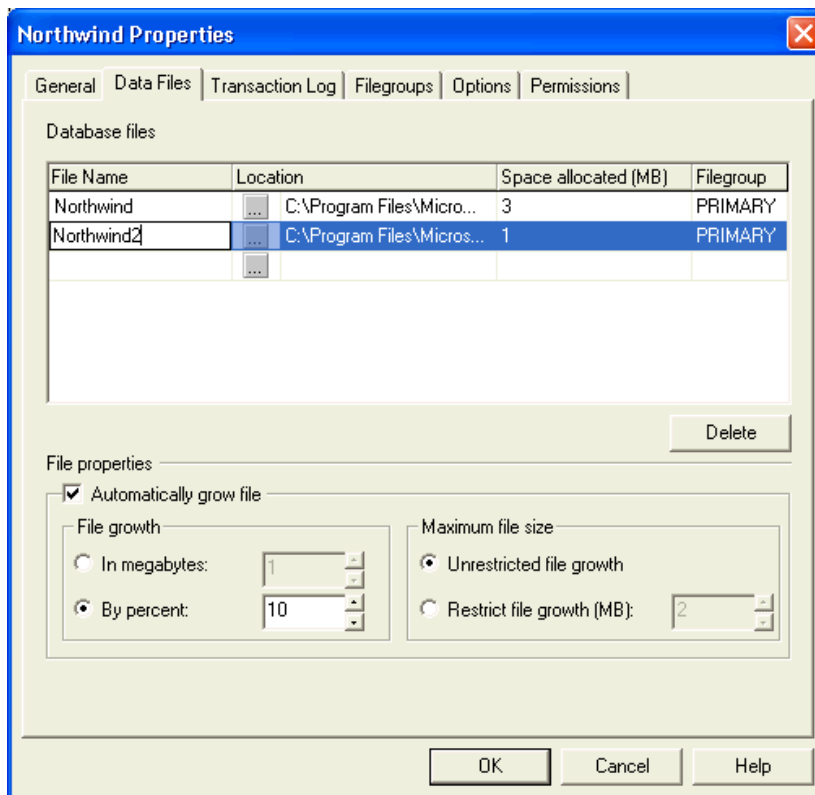 Northwind Properties
General Data Files Transaction Log Filegroups Options Permissions
Database files
File Name Location Space allocated (MB) Filegroup
Northwind ... C:\Program Files\Micro... 3 PRIMARY
Northwind2 ... C:\Program Files\Micros... 1 PRIMARY
...
Delete
File properties
Automatically grow file
File growth Maximum file size
In megabytes: 1 Unrestricted file growth
By percent: 10 Restrict file growth (MB): 2
OK Cancel Help